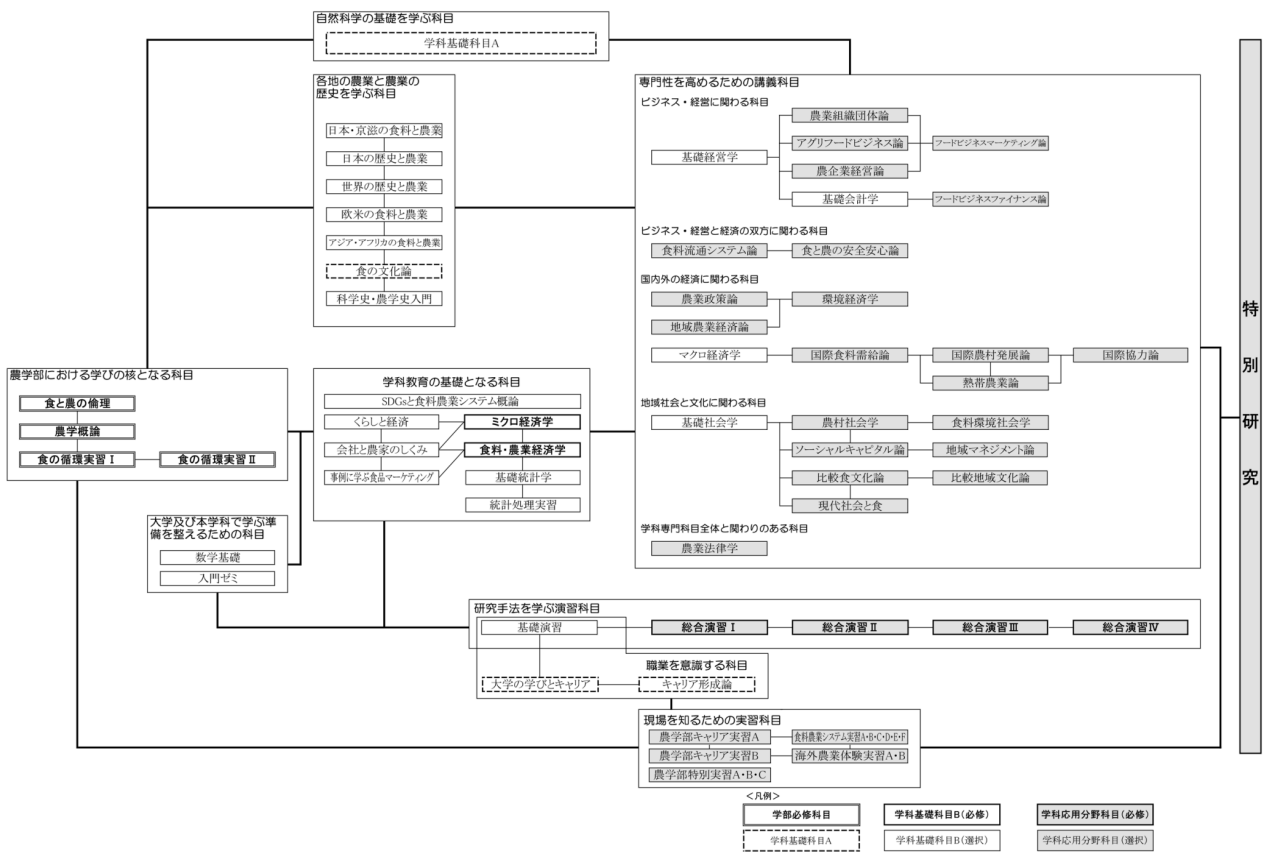 自然科学の基礎を学ぶ科目
学科基礎科目A
各地の農業と農業の
歴史を学ぶ科目
日本・京滋の食料と農業
日本の歴史と農業
世界の歴史と農業
欧米の食料と農業
アジア・アフリカの食料と農業
食の文化論
科学史・農学史入門
専門性を高めるための講義科目
ビジネス・経営に関わる科目
農業組織団体論
アグリフードビジネス論
フードビジネスマーケティング論
基礎経営学
農企業経営論
基礎会計学
フードビジネスファイナンス論
ビジネス・経営と経済の双方に関わる科目
食料流通システム論
食と農の安全安心論
国内外の経済に関わる科目
農業政策論
環境経済学
地域農業経済論
マクロ経済学
国際食料需給論
国際農村発展論
国際協力論
熱帯農業論
地域社会と文化に関わる科目
基礎社会学
農村社会学
食料環境社会学
ソーシャルキャピタル論
地域マネジメント論
比較食文化論
比較地域文化論
現代社会と食
学科専門科目全体と関わりのある科目
農業法律学
特別研究
農学部における学びの核となる科目
食と農の倫理
農学概論
食の循環実習Ⅰ
食の循環実習Ⅱ
学科教育の基礎となる科目
SDGsと食料農業システム概論
くらしと経済
ミクロ経済学
会社と農家のしくみ
食料・農業経済学
事例に学ぶ食品マーケティング
基礎統計学
統計処理実習
大学及び本学科で学ぶ準
備を整えるための科目
数学基礎
入門ゼミ
研究手法を学ぶ演習科目
基礎演習
総合演習Ⅰ
総合演習Ⅱ
総合演習Ⅲ
総合演習Ⅳ
職業を意識する科目
大学の学びとキャリア
キャリア形成論
現場を知るための実習科目
農学部キャリア実習A
食料農業システム実習A・B・C・D・E・F
農学部キャリア実習B
海外農業体験実習A・B
農学部特別実習A・B・C
＜凡例＞
学部必修科目
学科基礎科目B（必修）
学科応用分野科目（必修）
学科基礎科目A
学科基礎科目B（選択）
学科応用分野科目（選択）